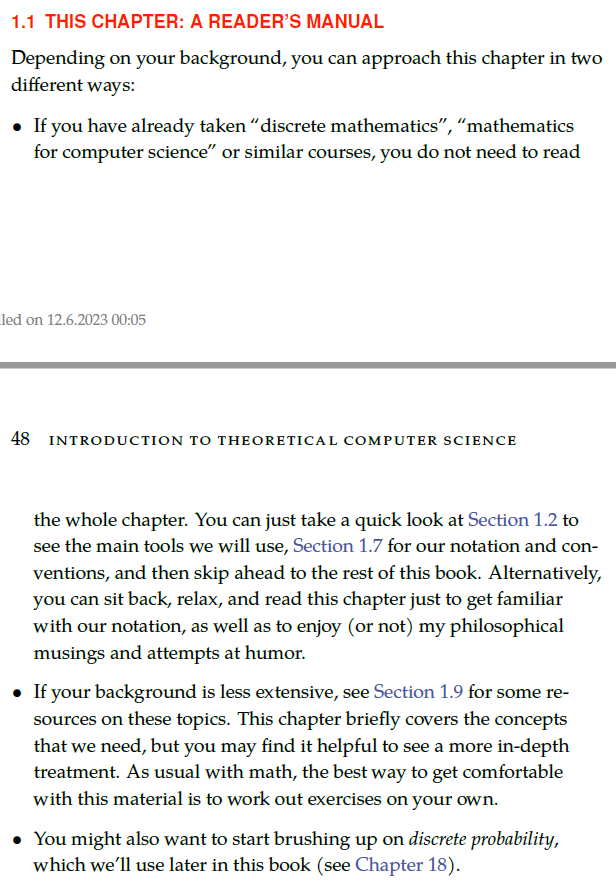 1.1 THIS CHAPTER: A READER'S MANUAL
Depending on your background, you can approach this chapter in two
different ways:
• If you have already taken “discrete mathematics”, “mathematics
for computer science” or similar courses, you do not need to read
on 12.6.2023 00:05
48 INTRODUCTION TO THEORETICAL COMPUTER SCIENCE
the whole chapter. You can just take a quick look at Section 1.2 to
see the main tools we will use, Section 1.7 for our notation and con-
ventions, and then skip ahead to the rest of this book. Alternatively,
you can sit back, relax, and read this chapter just to get familiar
with our notation, as well as to enjoy (or not) my philosophical
musings and attempts at humor.
• If your background is less extensive, see Section 1.9 for some re-
sources on these topics. This chapter briefly covers the concepts
that we need, but you may find it helpful to see a more in-depth
treatment. As usual with math, the best way to get comfortable
with this material is to work out exercises on your own.
• You might also want to start brushing up on discrete probability,
which we'll use later in this book (see Chapter 18).